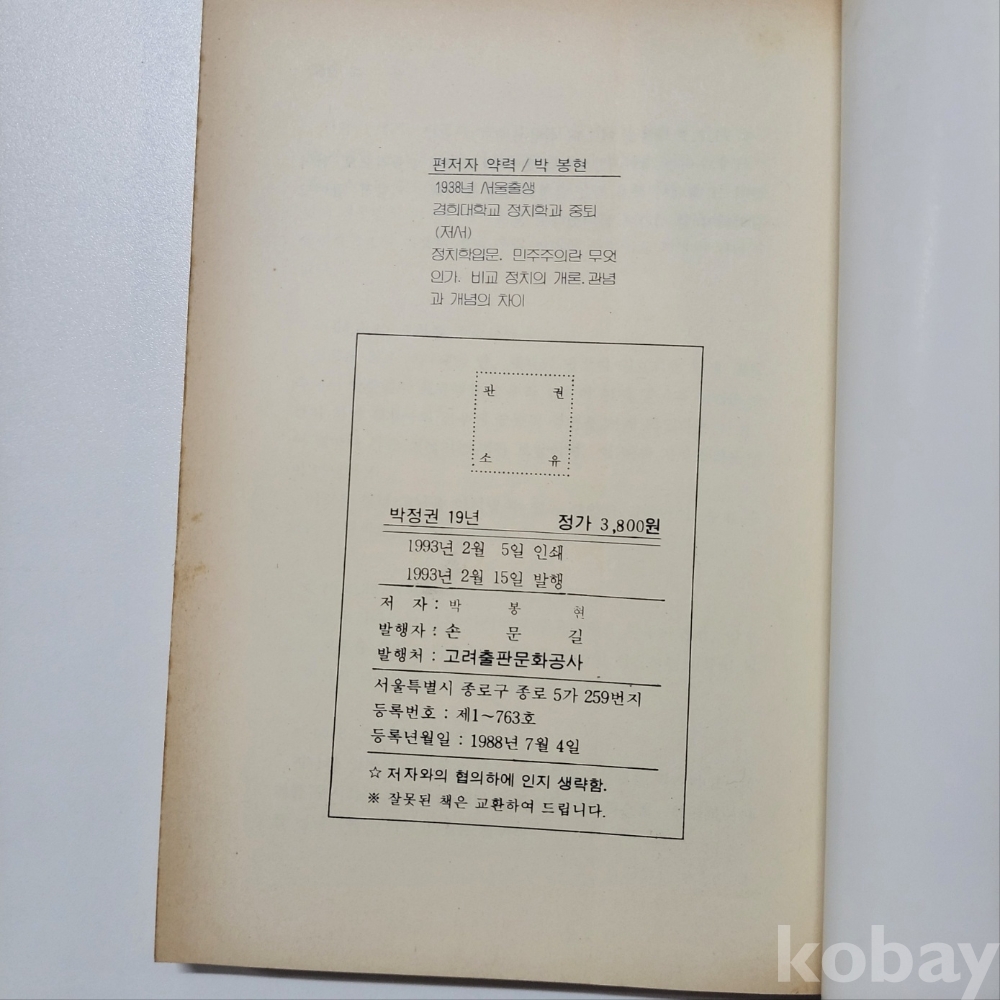 편저자 약력 / 박 봉현
1938년 서울출생
경희대학교 정치학과 중퇴
(저서)
정치학입문. 민주주의란 무엇
인가. 비교 정치의 개론. 관념
과 개념의 차이
판 권
소 유
박정권 19년 정가 3,800원
1993년 2월 5일 인쇄
1993년 2월 15일 발행
저 자 : 박 봉 현
발행자 : 손 문 길
발행처 : 고려출판문화공사
서울특별시 종로구 종로 5가 259번지
등록번호 : 제1~763호
등록년월일 : 1988년 7월 4일
☆ 저자와의 협의하에 인지 생략함.
※ 잘못된 책은 교환하여 드립니다.
kobay